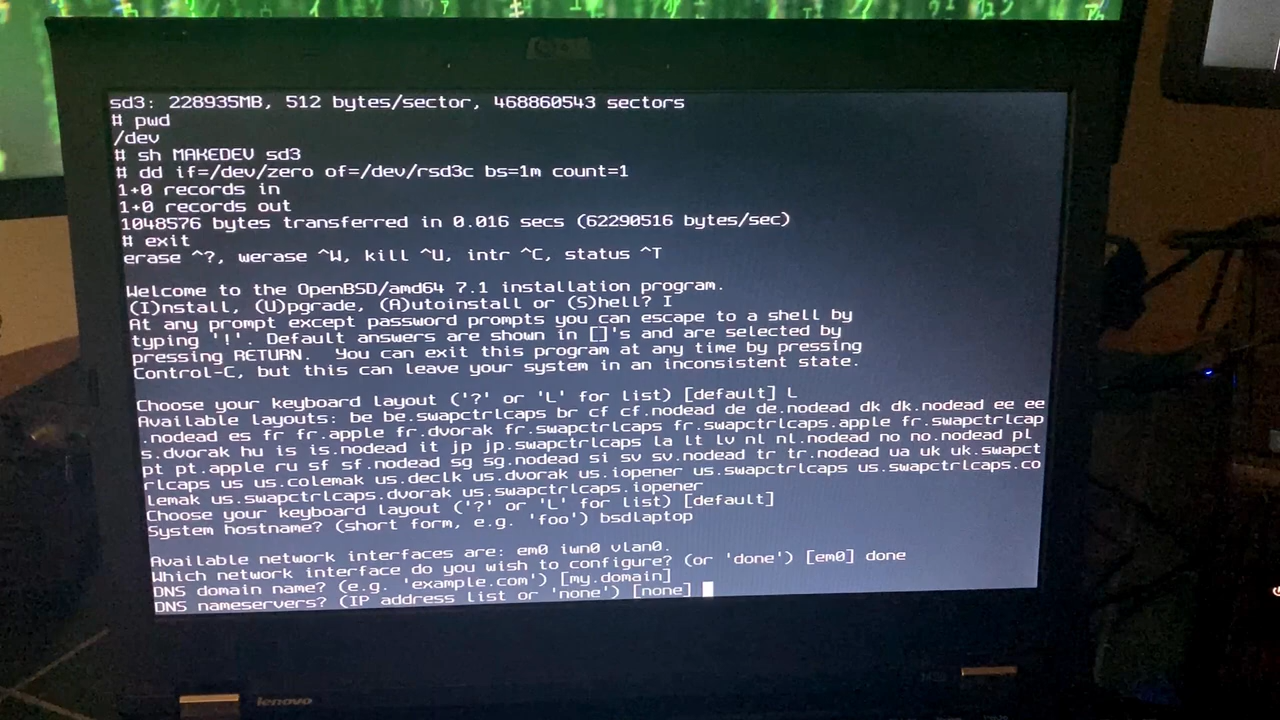 sd3: 228935MB, 512 bytes/sector, 468860543 sectors
# pwd
/dev
# sh MAKEDEV sd3
# dd if=/dev/zero of=/dev/rsd3c bs=1m count=1
1+0 records in
1+0 records out
1048576 bytes transferred in 0.016 secs (62290516 bytes/sec)
# exit
erase ^?, werase ^W, kill ^U, intr ^C, status ^T
Welcome to the OpenBSD/amd64 7.1 installation program.
(I)nstall, (U)pgrade, (A)utoinstall or (S)hell? I
At any prompt except password prompts you can escape to a shell by
typing '!'. Default answers are shown in []'s and are selected by
pressing RETURN.  You can exit this program at any time by pressing
Control-C, but this can leave your system in an inconsistent state.
Choose your keyboard layout ('?' or 'L' for list) [default] L
Available layouts: be be.swapctrlcaps br cf cf.nodead de de.nodead dk dk.nodead ee ee
.nodead es fr fr.apple fr.dvorak fr.swapctrlcaps fr.swapctrlcaps.apple fr.swapctrlcap
s.dvorak hu is is.nodead it jp jp.swapctrlcaps la lt lv nl nl.nodead no no.nodead pl
pt pt.apple ru sf sf.nodead sg sg.nodead si sv sv.nodead tr tr.nodead ua uk uk.swapct
rlcaps us us.colemak us.declk us.dvorak us.iopener us.swapctrlcaps us.swapctrlcaps.co
lemak us.swapctrlcaps.dvorak us.swapctrlcaps.iopener
Choose your keyboard layout ('?' or 'L' for list) [default]
System hostname? (short form, e.g. 'foo') bsdlaptop
Available network interfaces are: em0 iwn0 vlan0.
Which network interface do you wish to configure? (or 'done') [em0] done
DNS domain name? (e.g. 'example.com') [my.domain]
DNS nameservers? (IP address list or 'none') [none]
lenovo